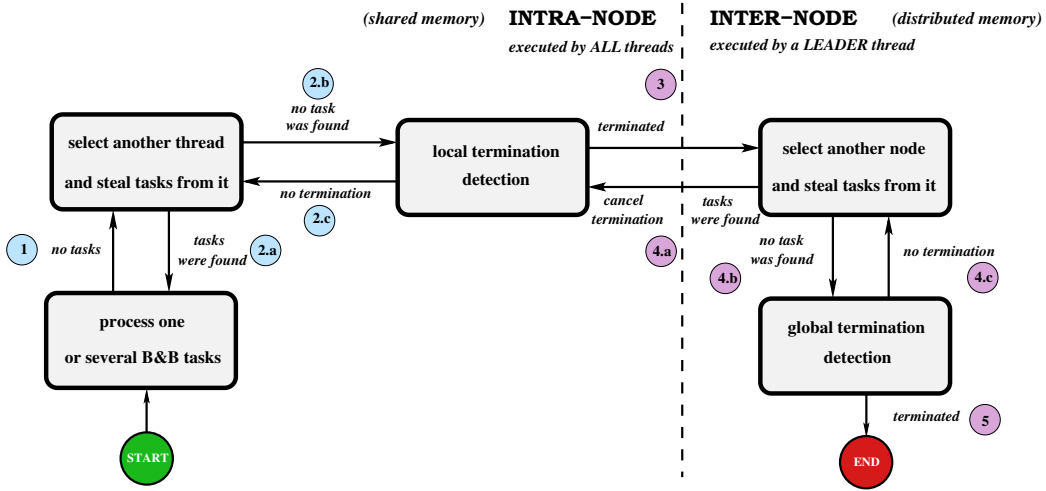 (shared memory) INTRA-NODE
executed by ALL threads
INTER-NODE (distributed memory)
executed by a LEADER thread
2.b
no task
was found
3
terminated
select another thread
and steal tasks from it
local termination
detection
select another node
and steal tasks from it
no termination
2.c
cancel
termination
tasks
were found
4.a
1
no tasks
tasks
were found
2.a
no task
was found
4.b
no termination
4.c
process one
or several B&B tasks
global termination
detection
terminated
5
START
END